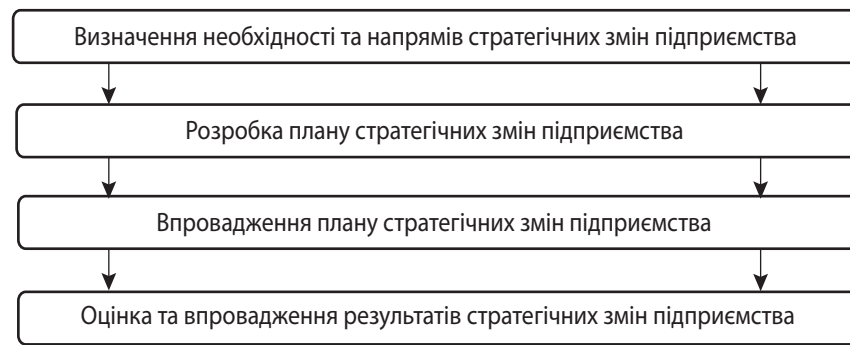 Визначення необхідності та напрямів стратегічних змін підприємства
Розробка плану стратегічних змін підприємства
Впровадження плану стратегічних змін підприємства
Оцінка та впровадження результатів стратегічних змін підприємства